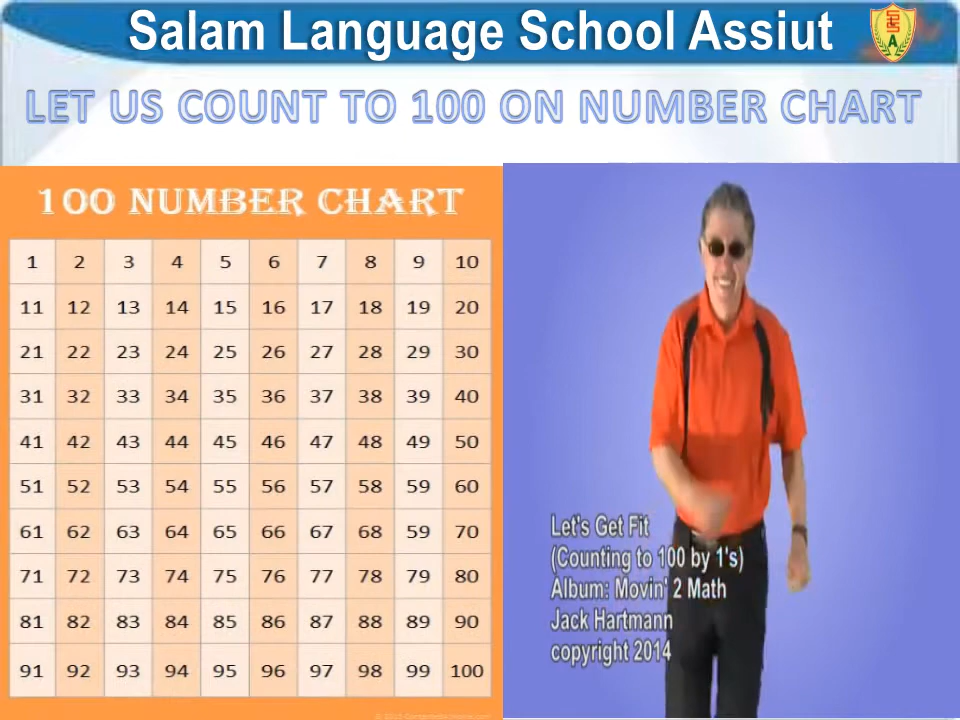 Salam Language School Assiut
LET US COUNT TO 100 ON NUMBER CHART
100 NUMBER CHART
1 2 3 4 5 6 7 8 9 10
11 12 13 14 15 16 17 18 19 20
21 22 23 24 25 26 27 28 29 30
31 32 33 34 35 36 37 38 39 40
41 42 43 44 45 46 47 48 49 50
51 52 53 54 55 56 57 58 59 60
61 62 63 64 65 66 67 68 59 70
71 72 73 74 75 76 77 78 79 80
81 82 83 84 85 86 87 88 89 90
91 92 93 94 95 96 97 98 99 100
Let's Get Fit
(Counting to 100 by 1's)
Album: Movin' 2 Math
Jack Hartmann
copyright 2014